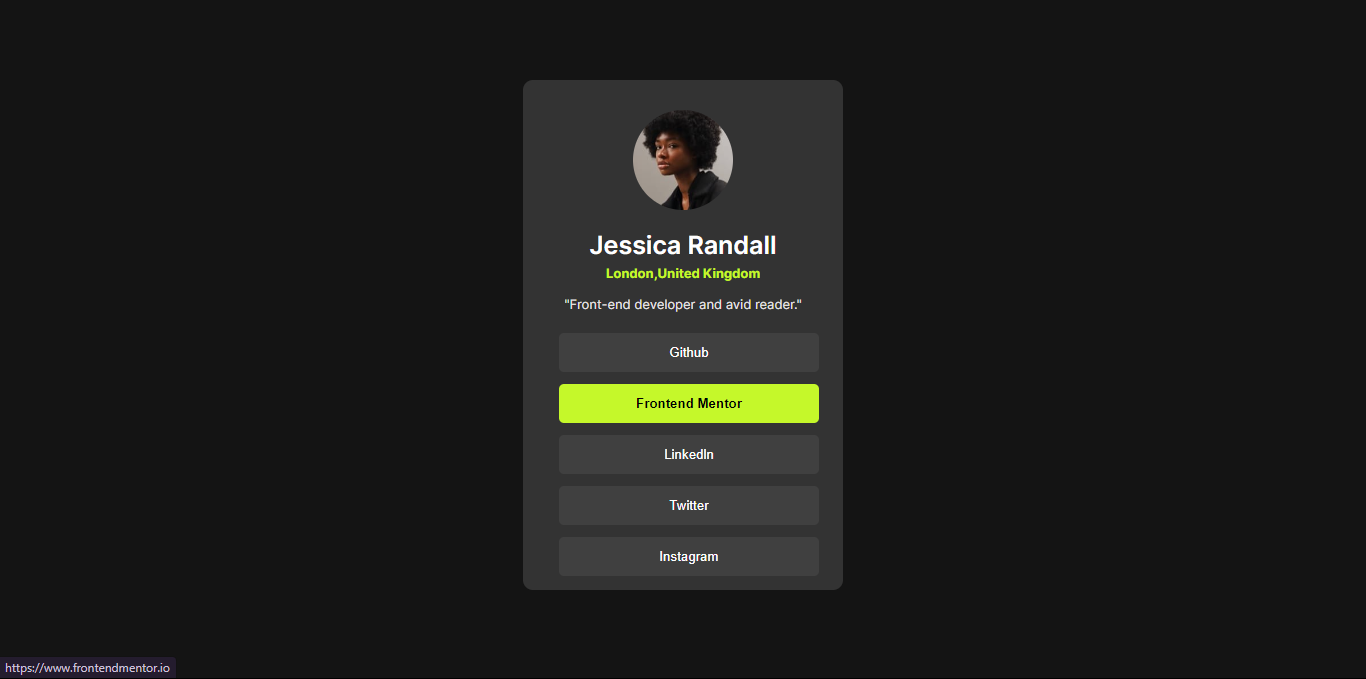 Jessica Randall
London,United Kingdom
"Front-end developer and avid reader."
Github
Frontend Mentor
LinkedIn
Twitter
Instagram
https://www.frontendmentor.io